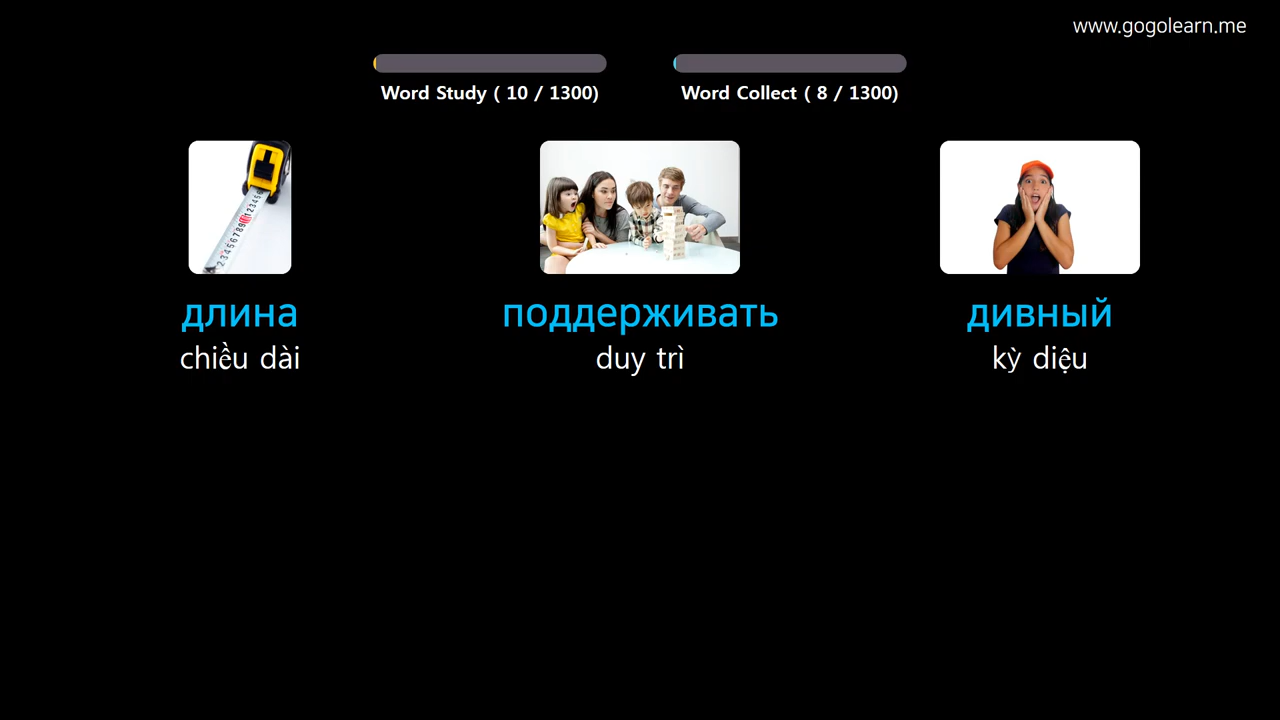 www.gogolearn.me
Word Study ( 10 / 1300)
Word Collect ( 8 / 1300)
длина
chiều dài
поддерживать
duy trì
дивный
kỳ diệu